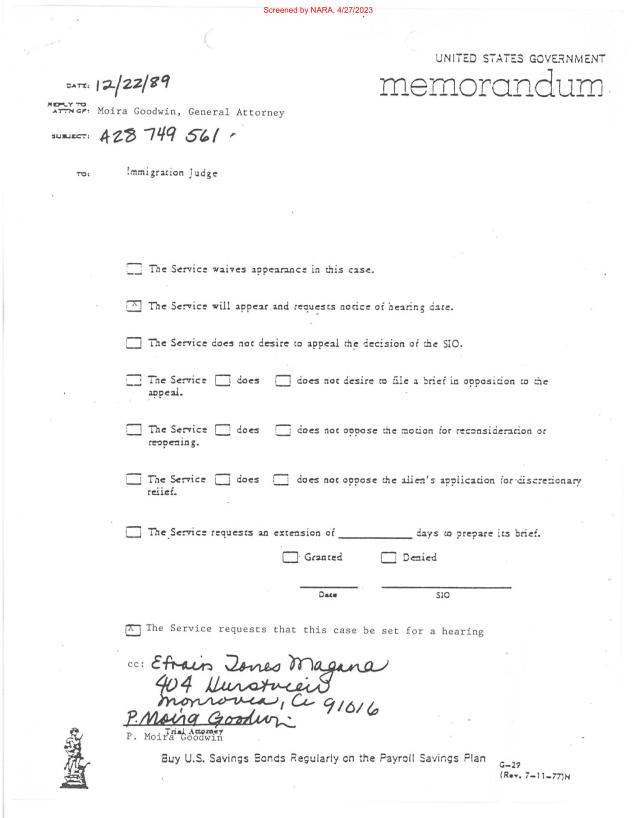 Screened by NARA, 4/27/2023
UNITED STATES GOVERNMENT
memorandum
DATE: 12/22/89
REPLY TO
ATTN OF: Moira Goodwin, General Attorney
SUBJECT: A28 749 561
TO: Immigration Judge
The Service waives appearance in this case.
X The Service will appear and requests notice of hearing date.
The Service does not desire to appeal the decision of the SIO.
The Service does does not desire to file a brief in opposition to the
appeal.
The Service does does not oppose the motion for reconsideration or
reopening.
The Service does does not oppose the alien's application for discretionary
relief.
The Service requests an extension of ____________ days to prepare its brief.
Granted Denied
Date SIO
X The Service requests that this case be set for a hearing
cc: Efrain Magana
404
Monrovia, Ca 91016
P. Moira Goodwin
Trial Attorney
P. Moira Goodwin
Buy U.S. Savings Bonds Regularly on the Payroll Savings Plan
G-29
(Rev. 7-11-77)N